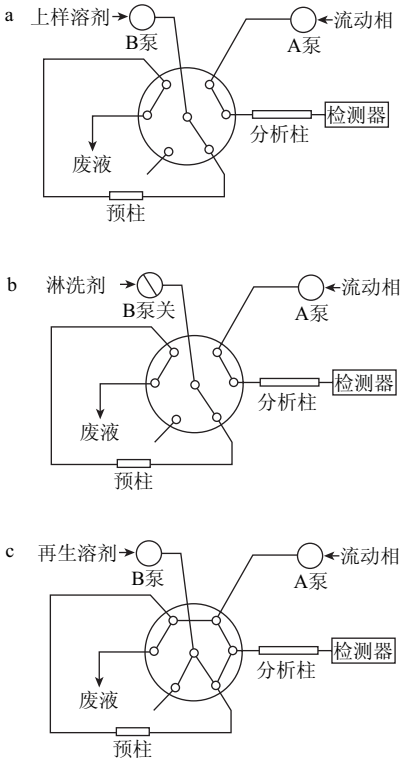 a 上样溶剂 B泵 流动相 A泵
检测器
分析柱
废液
预柱
b 淋洗剂 B泵关 流动相 A泵
检测器
分析柱
废液
预柱
c 再生溶剂 B泵 流动相 A泵
检测器
分析柱
废液
预柱